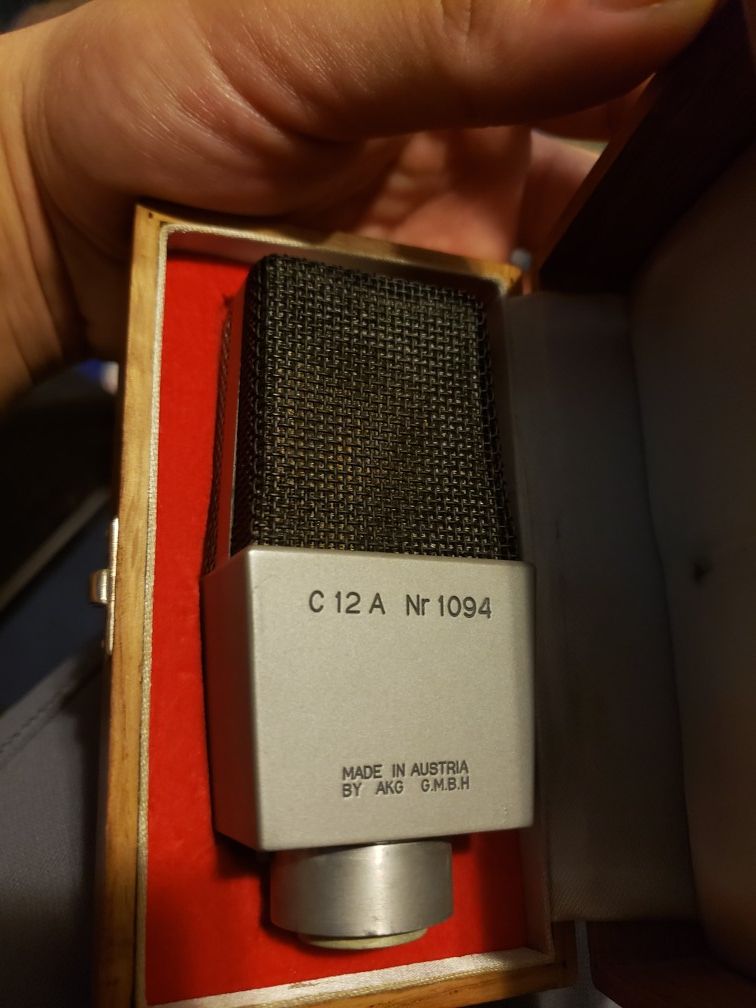 C 12 A Nr 1094
MADE IN AUSTRIA
BY AKG G.M.B.H